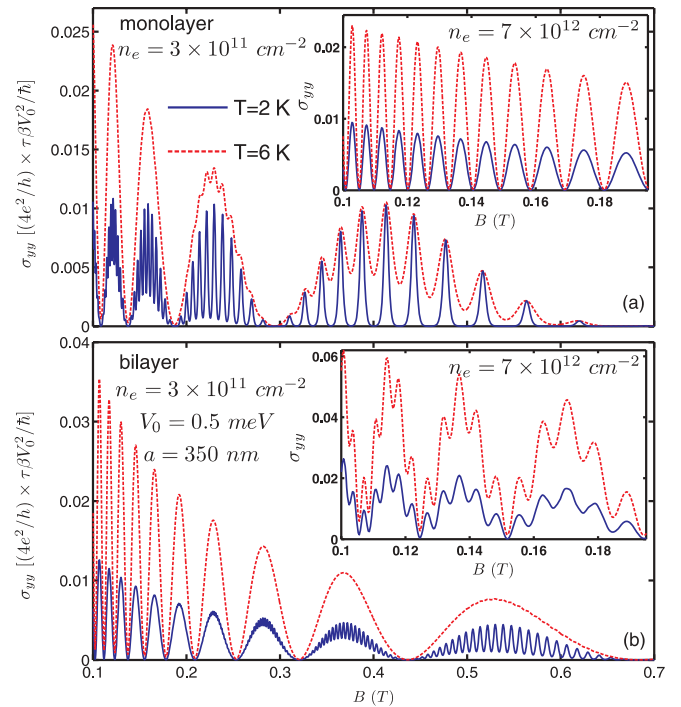 monolayer
n_e = 3 × 10^11 cm^−2
T=2 K
T=6 K
σ_yy [(4e^2/h) × τβV_0^2/ħ]
0.025
0.02
0.015
0.01
0.005
0
(a)
n_e = 7 × 10^12 cm^−2
σ_yy
0.02
0.01
0
0.1 0.12 0.14 0.16 0.18
B (T)
bilayer
n_e = 3 × 10^11 cm^−2
V_0 = 0.5 meV
a = 350 nm
σ_yy [(4e^2/h) × τβV_0^2/ħ]
0.04
0.03
0.02
0.01
0
(b)
n_e = 7 × 10^12 cm^−2
σ_yy
0.06
0.04
0.02
0
0.1 0.12 0.14 0.16 0.18
B (T)
0.1 0.2 0.3 0.4 0.5 0.6 0.7
B (T)